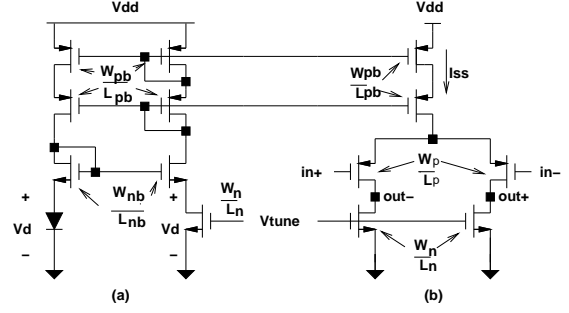 Vdd
Vdd
Wpb
Lpb
Wpb
Lpb
Iss
in+
Wp
Lp
in−
+
Wnb
Lnb
+
Wn
Ln
out−
out+
Vd
Vd
Vtune
Wn
Ln
−
−
(a)
(b)